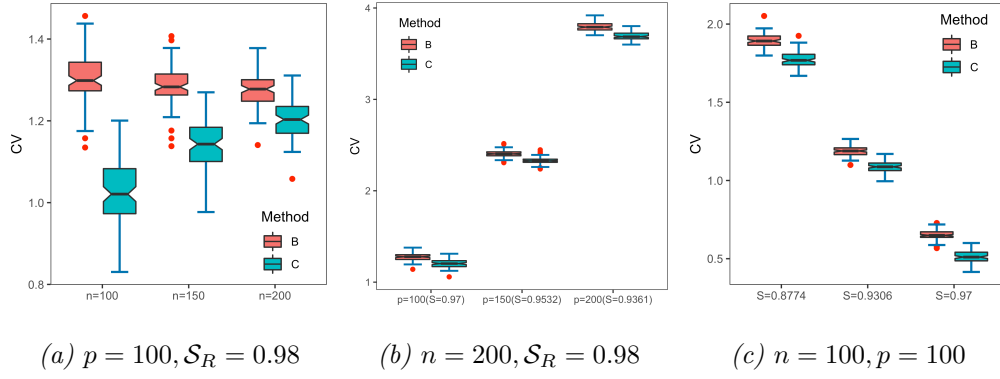 CV
1.4
1.2
1.0
0.8
n=100
n=150
n=200
Method
B
C
(a) p = 100, S_R = 0.98
CV
4
3
2
1
Method
B
C
p=100(S=0.97)
p=150(S=0.9532)
p=200(S=0.9361)
(b) n = 200, S_R = 0.98
CV
2.0
1.5
1.0
0.5
Method
B
C
S=0.8774
S=0.9306
S=0.97
(c) n = 100, p = 100